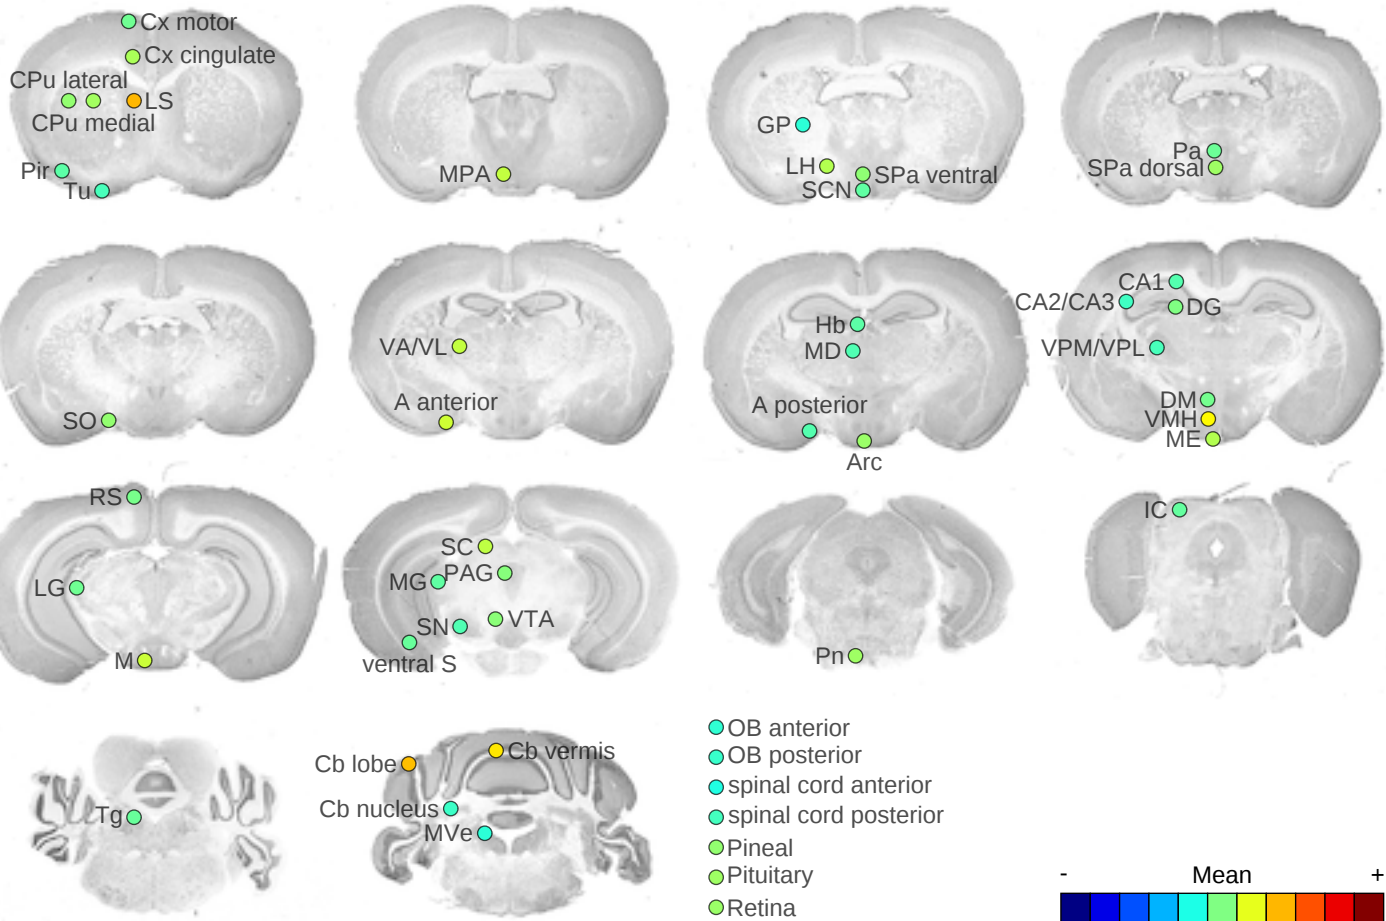 Cx motor
Cx cingulate
CPu lateral
LS
CPu medial
Pir
Tu
MPA
GP
LH
SPa ventral
SCN
Pa
SPa dorsal
SO
VA/VL
A anterior
Hb
MD
A posterior
Arc
CA1
CA2/CA3
DG
VPM/VPL
DM
VMH
ME
RS
LG
M
SC
MG
PAG
SN
VTA
ventral S
Pn
IC
Tg
Cb lobe
Cb vermis
Cb nucleus
MVe
OB anterior
OB posterior
spinal cord anterior
spinal cord posterior
Pineal
Pituitary
Retina
- Mean +